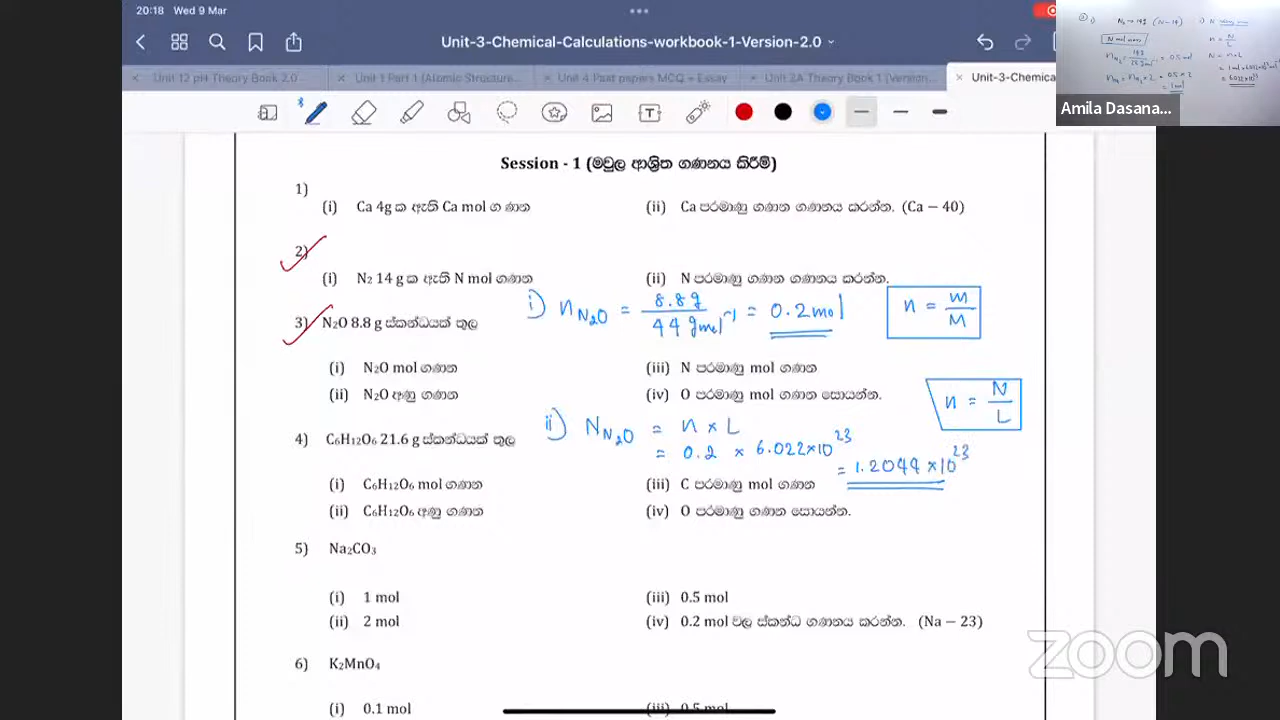 20:18 Wed 9 Mar
Unit-3-Chemical-Calculations-workbook-1-Version-2.0
Unit 12 pH Theory Book 2.0
Unit 1 Part 1 (Atomic Structure...
Unit 4 Past papers MCQ + Essay
Unit 2A Theory Book 1 (Version...
Unit-3-Chemical-Ca
Amila Dasana...
Session - 1 (මවුල ආශ්‍රිත ගණනය කිරීම්)
1)
(i) Ca 4g ක ඇති Ca mol ග ණන
(ii) Ca පරමාණු ගණන ගණනය කරන්න. (Ca – 40)
2)
(i) N₂ 14 g ක ඇති N mol ගණන
(ii) N පරමාණු ගණන ගණනය කරන්න.
i) n N₂O = 8.8g / 44 gmol⁻¹ = 0.2mol
n = m/M
3) N₂O 8.8 g ස්කන්ධයක් තුල
(i) N₂O mol ගණන
(iii) N පරමාණු mol ගණන
(ii) N₂O අණු ගණන
(iv) O පරමාණු mol ගණන සොයන්න.
n = N/L
ii) N N₂O = n × L
= 0.2 × 6.022×10²³
= 1.2044×10²³
4) C₆H₁₂O₆ 21.6 g ස්කන්ධයක් තුල
(i) C₆H₁₂O₆ mol ගණන
(iii) C පරමාණු mol ගණන
(ii) C₆H₁₂O₆ අණු ගණන
(iv) O පරමාණු ගණන සොයන්න.
5) Na₂CO₃
(i) 1 mol
(iii) 0.5 mol
(ii) 2 mol
(iv) 0.2 mol වල ස්කන්ධ ගණනය කරන්න. (Na – 23)
6) K₂MnO₄
(i) 0.1 mol
(iii) 0.5 mol
zoom